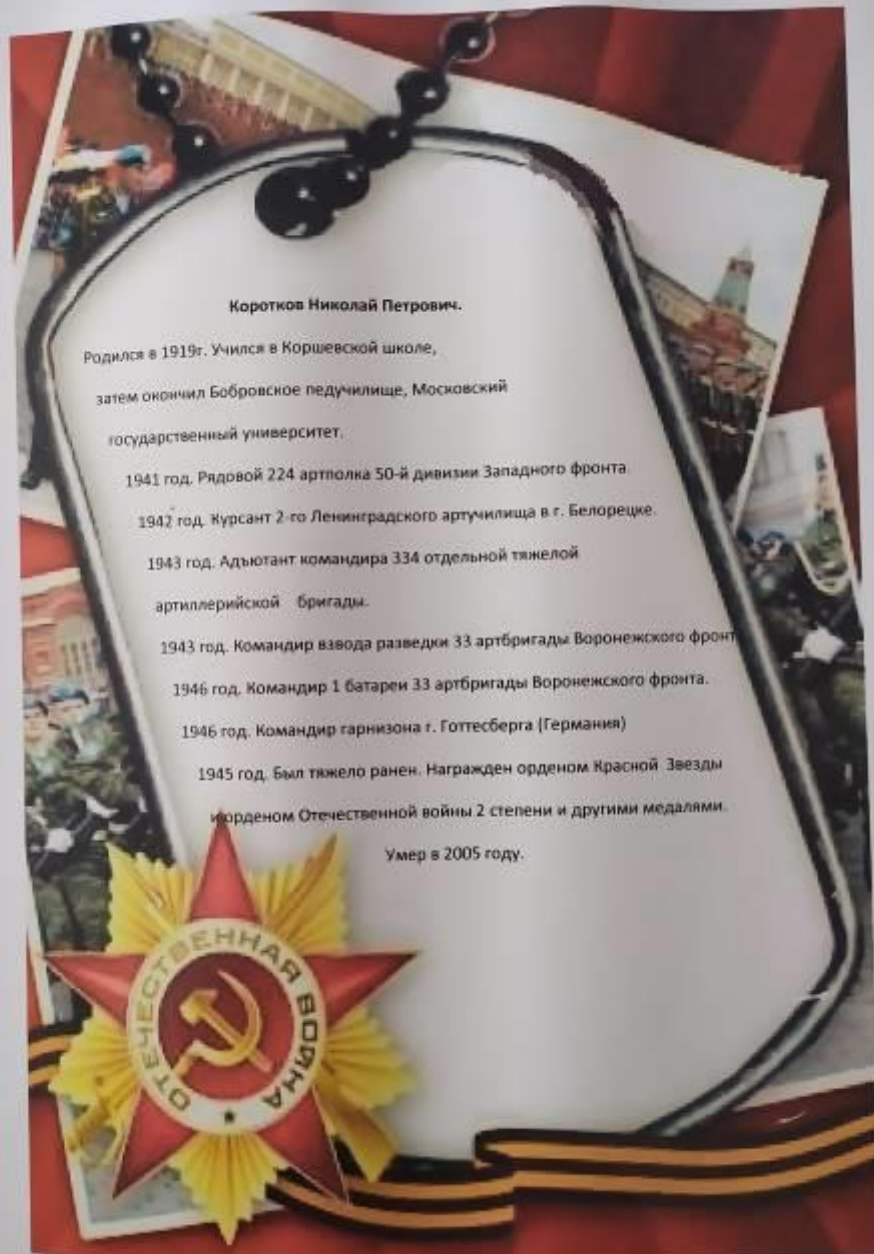 Коротков Николай Петрович.
Родился в 1919г. Учился в Коршевской школе,
затем окончил Бобровское педучилище, Московский
государственный университет.
1941 год. Рядовой 224 артполка 50-й дивизии Западного фронта.
1942 год. Курсант 2-го Ленинградского артучилища в г. Белорецке.
1943 год. Адъютант командира 334 отдельной тяжелой
артиллерийской бригады.
1943 год. Командир взвода разведки 33 артбригады Воронежского фронт
1946 год. Командир 1 батареи 33 артбригады Воронежского фронта.
1946 год. Командир гарнизона г. Готтесберга (Германия)
1945 год. Был тяжело ранен. Награжден орденом Красной Звезды
и орденом Отечественной войны 2 степени и другими медалями.
Умер в 2005 году.
ОТЕЧЕСТВЕННАЯ ВОЙНА